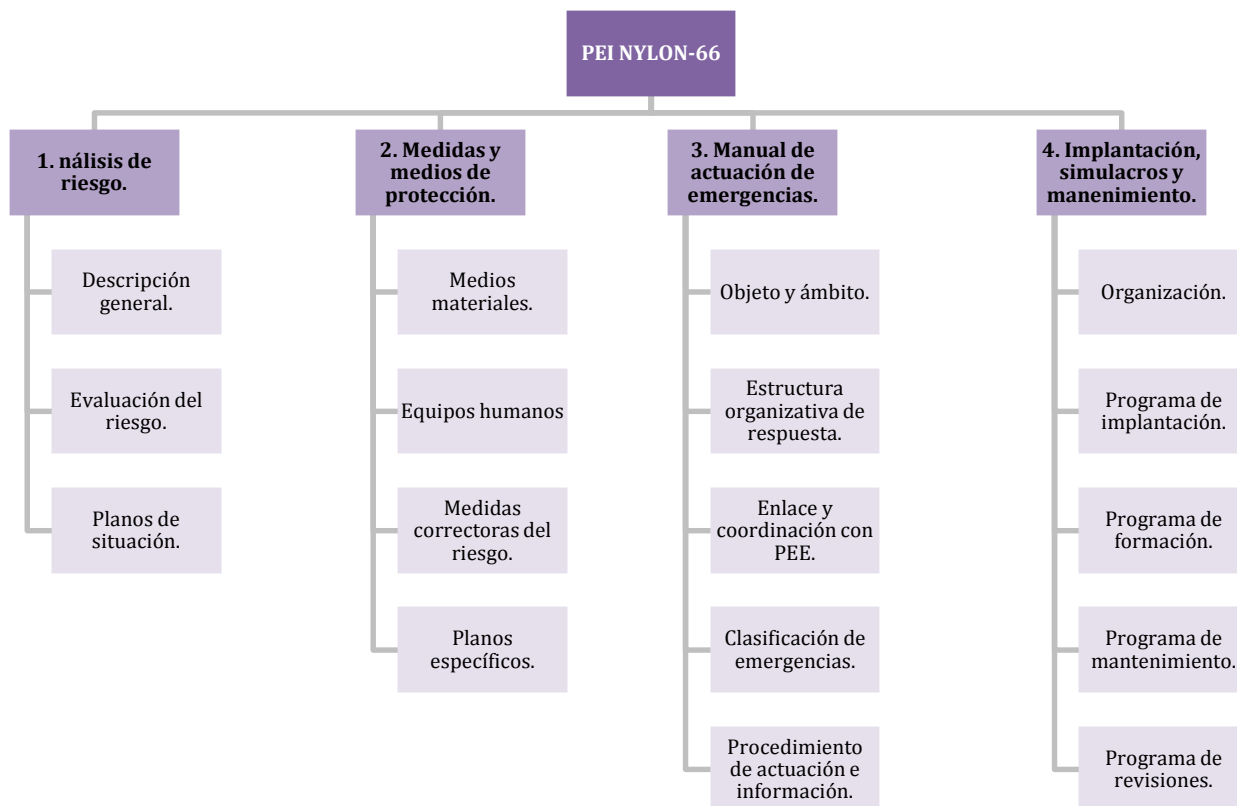 PEI NYLON-66
1. nálisis de
riesgo.
Descripción
general.
Evaluación del
riesgo.
Planos de
situación.
2. Medidas y
medios de
protección.
Medios
materiales.
Equipos humanos
Medidas
correctoras del
riesgo.
Planos
específicos.
3. Manual de
actuación de
emergencias.
Objeto y ámbito.
Estructura
organizativa de
respuesta.
Enlace y
coordinación con
PEE.
Clasificación de
emergencias.
Procedimiento
de actuación e
información.
4. Implantación,
simulacros y
manenimiento.
Organización.
Programa de
implantación.
Programa de
formación.
Programa de
mantenimiento.
Programa de
revisiones.